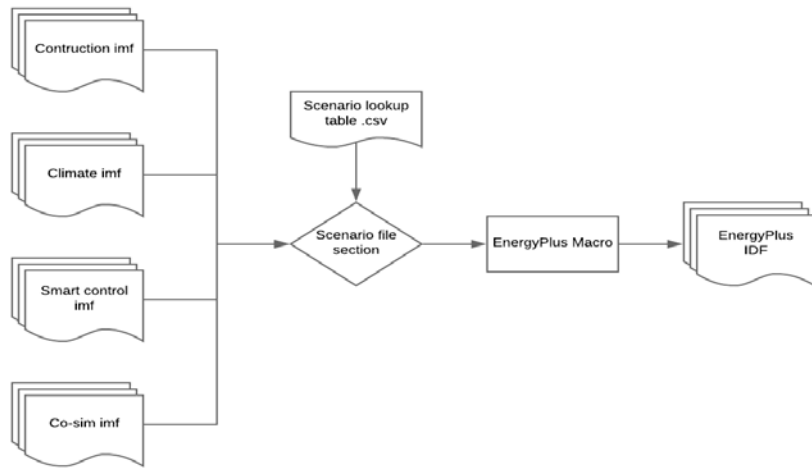 Contruction imf
Climate imf
Smart control
imf
Co-sim imf
Scenario lookup
table .csv
Scenario file
section
EnergyPlus Macro
EnergyPlus
IDF